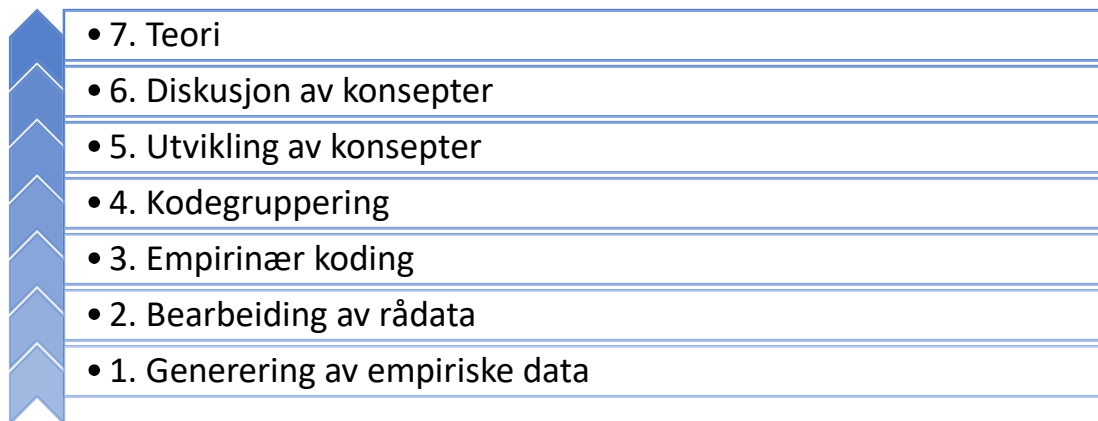 • 7. Teori
• 6. Diskusjon av konsepter
• 5. Utvikling av konsepter
• 4. Kodegruppering
• 3. Empirinær koding
• 2. Bearbeiding av rådata
• 1. Generering av empiriske data